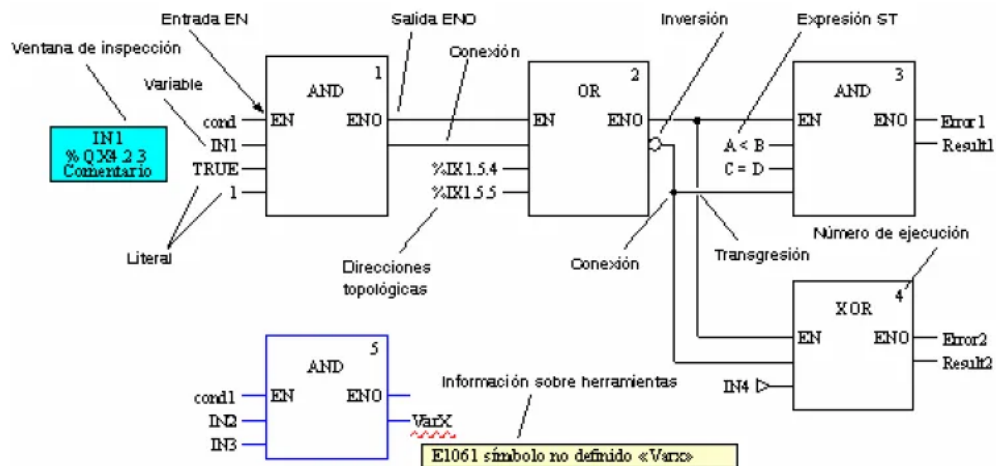 Entrada EN
Salida ENO
Inversión
Expresión ST
Ventana de inspección
Conexión
Variable
1
AND
EN
ENO
cond
IN1
TRUE
1
IN1
%QX4.2.3
Comentario
Literal
2
OR
EN
ENO
%IX1.5.4
%IX1.5.5
Direcciones
topológicas
3
AND
EN
ENO
A < B
C = D
Error1
Result1
Conexión
Transgresión
Número de ejecución
4
XOR
EN
ENO
IN4
Error2
Result2
5
AND
EN
ENO
cond1
IN2
IN3
VarX
Información sobre herramientas
E1061 símbolo no definido «Varx»